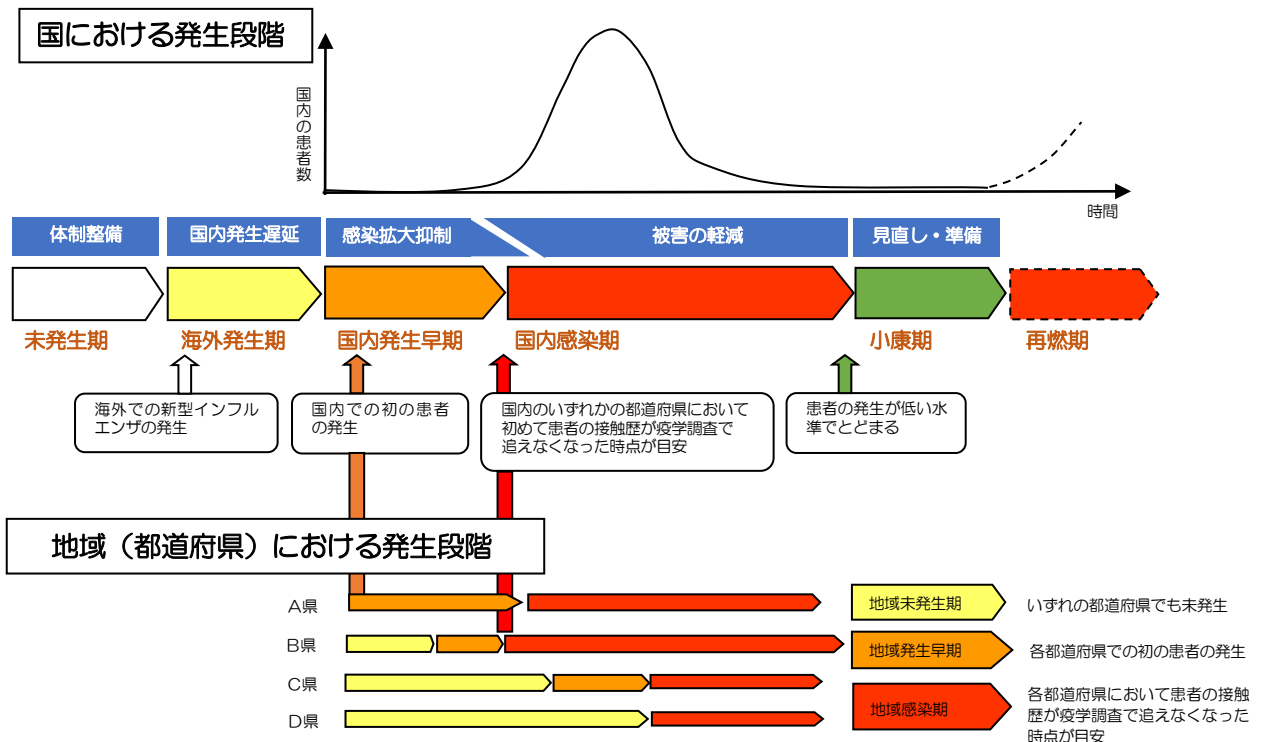 国における発生段階
国内の患者数
時間
体制整備
国内発生遅延
感染拡大抑制
被害の軽減
見直し・準備
未発生期
海外発生期
国内発生早期
国内感染期
小康期
再燃期
海外での新型インフル
エンザの発生
国内での初の患者
の発生
国内のいずれかの都道府県において
初めて患者の接触歴が疫学調査で
追えなくなった時点が目安
患者の発生が低い水
準でとどまる
地域（都道府県）における発生段階
A県
B県
C県
D県
地域未発生期
いずれの都道府県でも未発生
地域発生早期
各都道府県での初の患者の発生
地域感染期
各都道府県において患者の接触
歴が疫学調査で追えなくなった
時点が目安